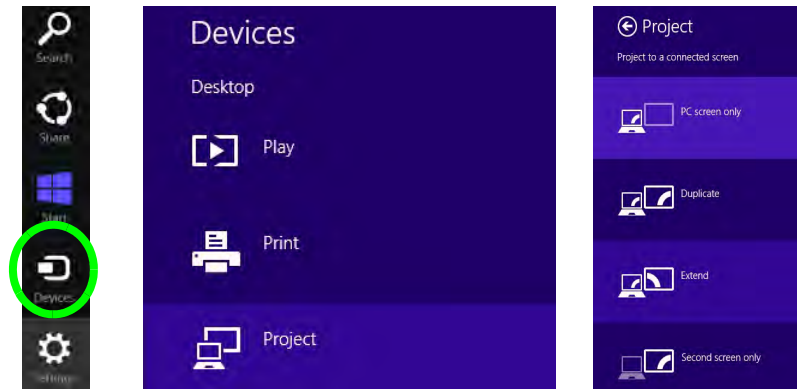 Search
Share
Start
Devices
Settings
Devices
Desktop
Play
Print
Project
Project
Project to a connected screen
PC screen only
Duplicate
Extend
Second screen only